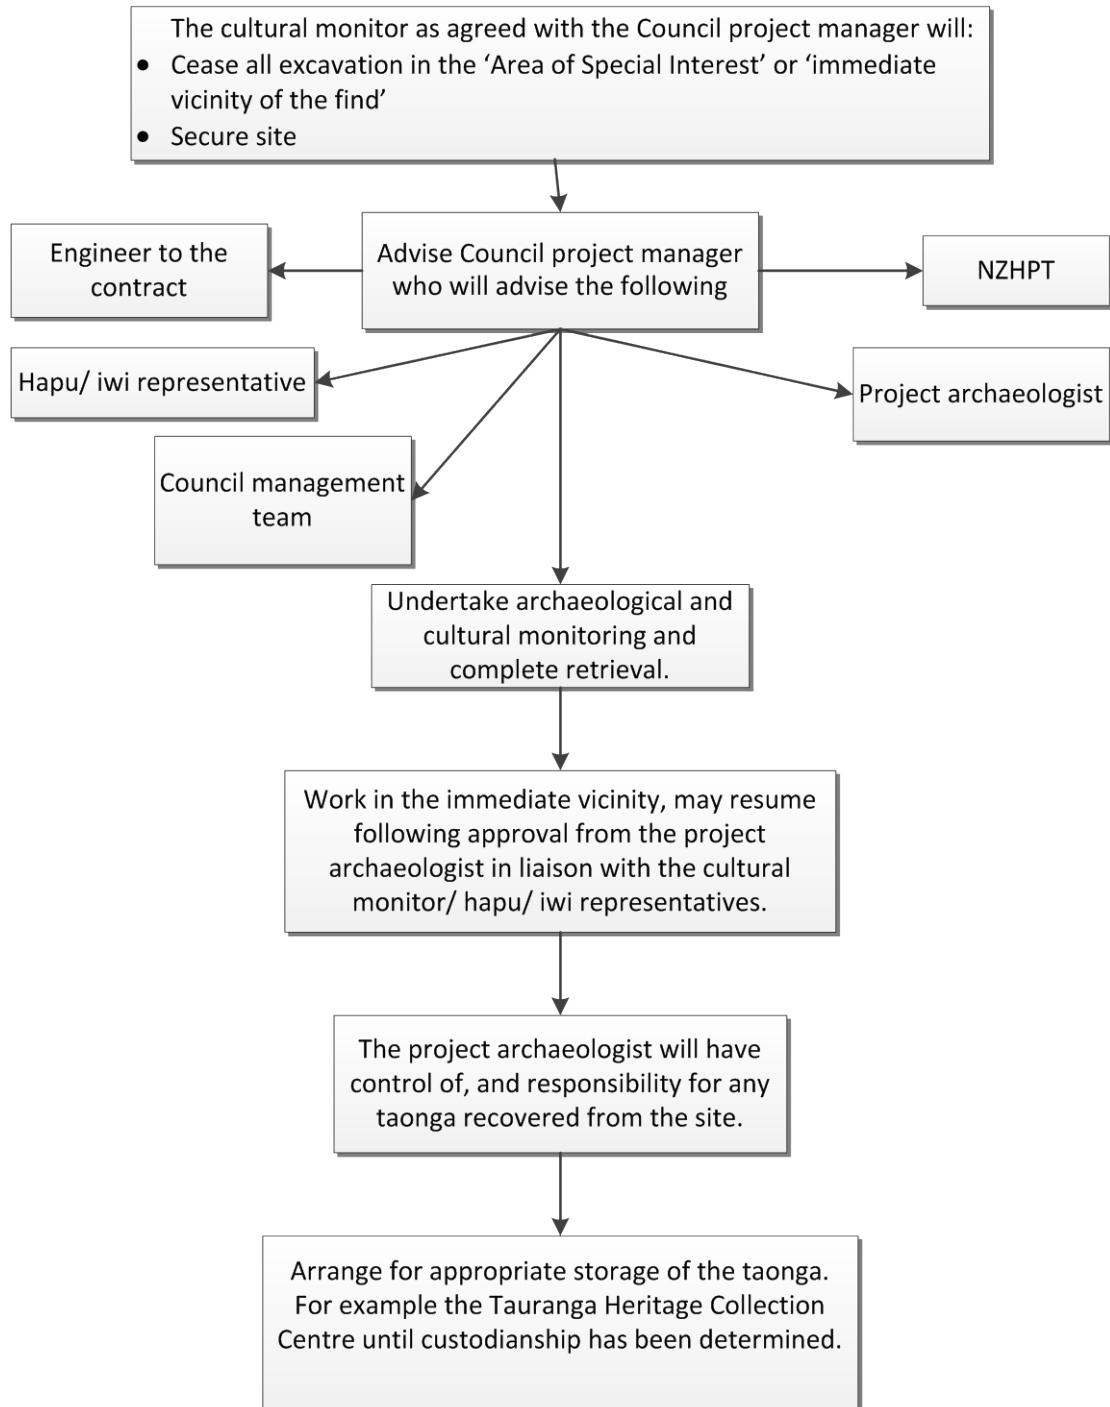 The cultural monitor as agreed with the Council project manager will:
• Cease all excavation in the ‘Area of Special Interest’ or ‘immediate
vicinity of the find’
• Secure site
Engineer to the
contract
Advise Council project manager
who will advise the following
NZHPT
Hapu/ iwi representative
Project archaeologist
Council management
team
Undertake archaeological and
cultural monitoring and
complete retrieval.
Work in the immediate vicinity, may resume
following approval from the project
archaeologist in liaison with the cultural
monitor/ hapu/ iwi representatives.
The project archaeologist will have
control of, and responsibility for any
taonga recovered from the site.
Arrange for appropriate storage of the taonga.
For example the Tauranga Heritage Collection
Centre until custodianship has been determined.